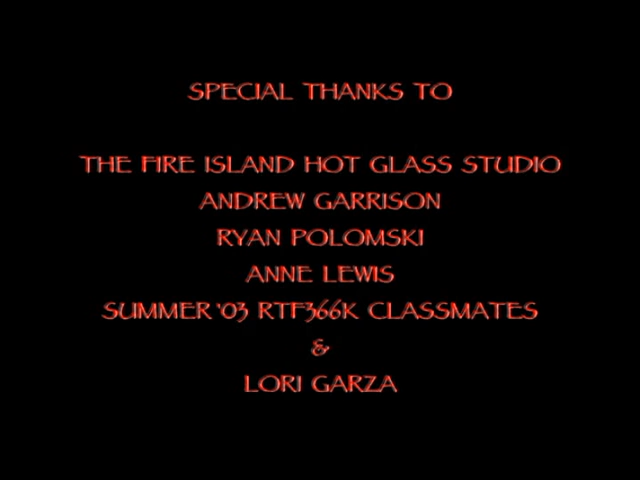 SPECIAL THANKS TO
THE FIRE ISLAND HOT GLASS STUDIO
ANDREW GARRISON
RYAN POLOMSKI
ANNE LEWIS
SUMMER '03 RTF366K CLASSMATES
&
LORI GARZA